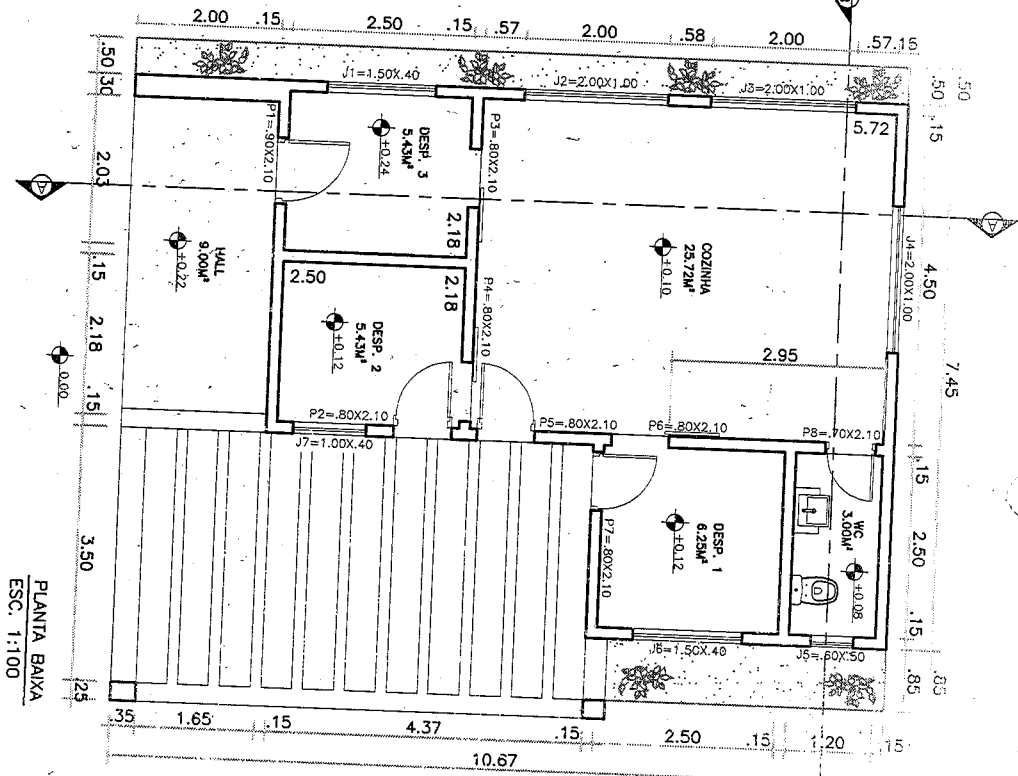 2.00
.15
2.50
.15
.57
2.00
.58
2.00
.57
.15
.50
.30
2.03
.15
2.18
.15
3.50
.25
.50
.50
.15
4.50
7.45
.15
2.50
.15
.85
.85
J1=1.50X.40
J2=2.00X1.00
J3=2.00X1.00
5.72
P1=.90X2.10
DESP. 3
5.43M²
+0.24
P3=.80X2.10
2.18
A
A
J4=2.00X1.00
HALL
9.00M²
+0.22
COZINHA
25.72M²
+0.10
2.50
2.18
P4=.80X2.10
DESP. 2
5.43M²
+0.12
2.95
0.00
P2=.80X2.10
P5=.80X2.10
P6=.80X2.10
P8=.70X2.10
J7=1.00X.40
P7=.80X2.10
DESP. 1
6.25M²
+0.12
WC
3.00M²
+0.08
J6=1.50X.40
J5=.60X.50
PLANTA BAIXA
ESC. 1:100
.35
1.65
.15
4.37
.15
2.50
.15
1.20
.15
10.67